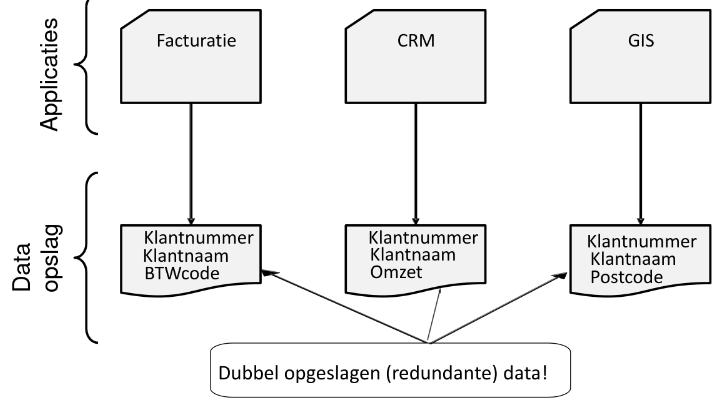 Applicaties
Facturatie
CRM
GIS
Data
opslag
Klantnummer
Klantnaam
BTWcode
Klantnummer
Klantnaam
Omzet
Klantnummer
Klantnaam
Postcode
Dubbel opgeslagen (redundante) data!